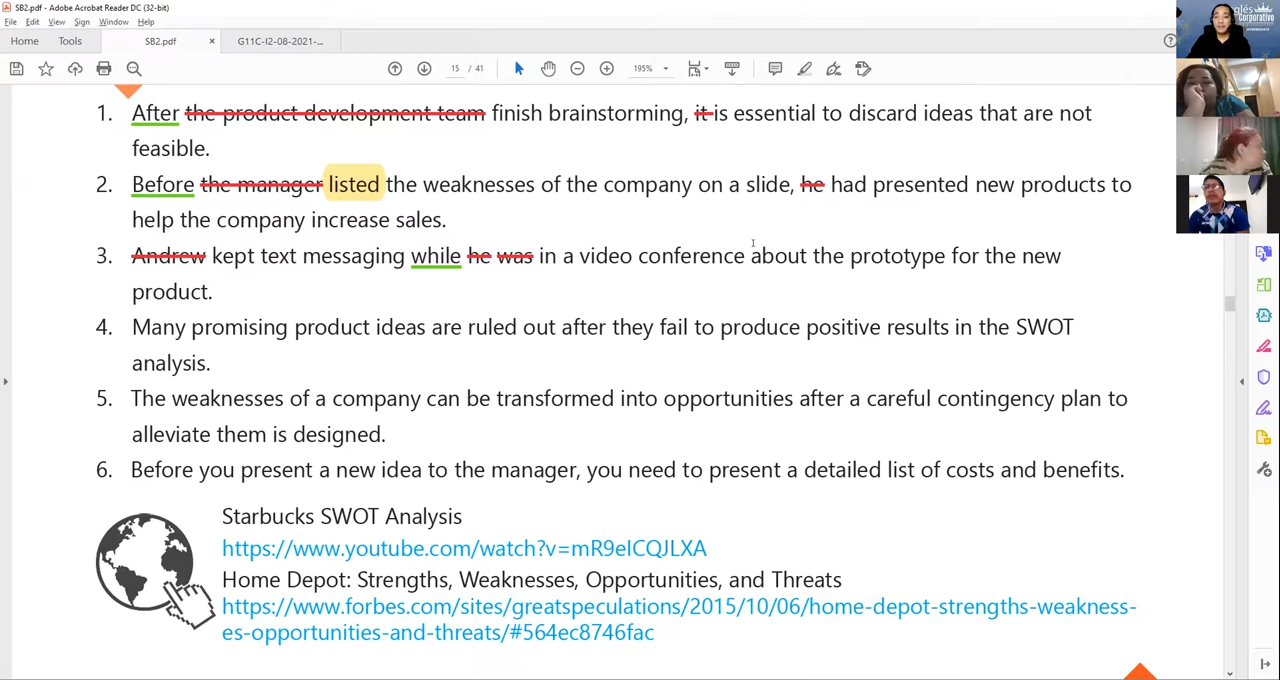 SB2.pdf - Adobe Acrobat Reader DC (32-bit)
File Edit View Sign Window Help
Home Tools SB2.pdf × G11C-I2-08-2021-...
15 / 41 195%
1. After the product development team finish brainstorming, it is essential to discard ideas that are not
feasible.
2. Before the manager listed the weaknesses of the company on a slide, he had presented new products to
help the company increase sales.
3. Andrew kept text messaging while he was in a video conference about the prototype for the new
product.
4. Many promising product ideas are ruled out after they fail to produce positive results in the SWOT
analysis.
5. The weaknesses of a company can be transformed into opportunities after a careful contingency plan to
alleviate them is designed.
6. Before you present a new idea to the manager, you need to present a detailed list of costs and benefits.
Starbucks SWOT Analysis
https://www.youtube.com/watch?v=mR9eICQJLXA
Home Depot: Strengths, Weaknesses, Opportunities, and Threats
https://www.forbes.com/sites/greatspeculations/2015/10/06/home-depot-strengths-weakness-
es-opportunities-and-threats/#564ec8746fac
glés
Corporativo